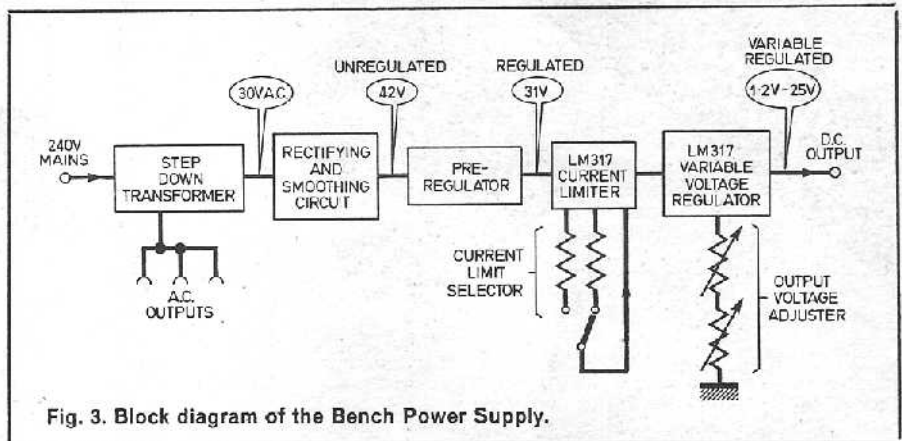 VARIABLE
REGULATED
UNREGULATED
REGULATED
30V A.C.
42V
31V
1·2V-25V
240V
MAINS
STEP
DOWN
TRANSFORMER
RECTIFYING
AND
SMOOTHING
CIRCUIT
PRE-
REGULATOR
LM317
CURRENT
LIMITER
LM317
VARIABLE
VOLTAGE
REGULATOR
D.C.
OUTPUT
A.C.
OUTPUTS
CURRENT
LIMIT
SELECTOR
OUTPUT
VOLTAGE
ADJUSTER
Fig. 3. Block diagram of the Bench Power Supply.